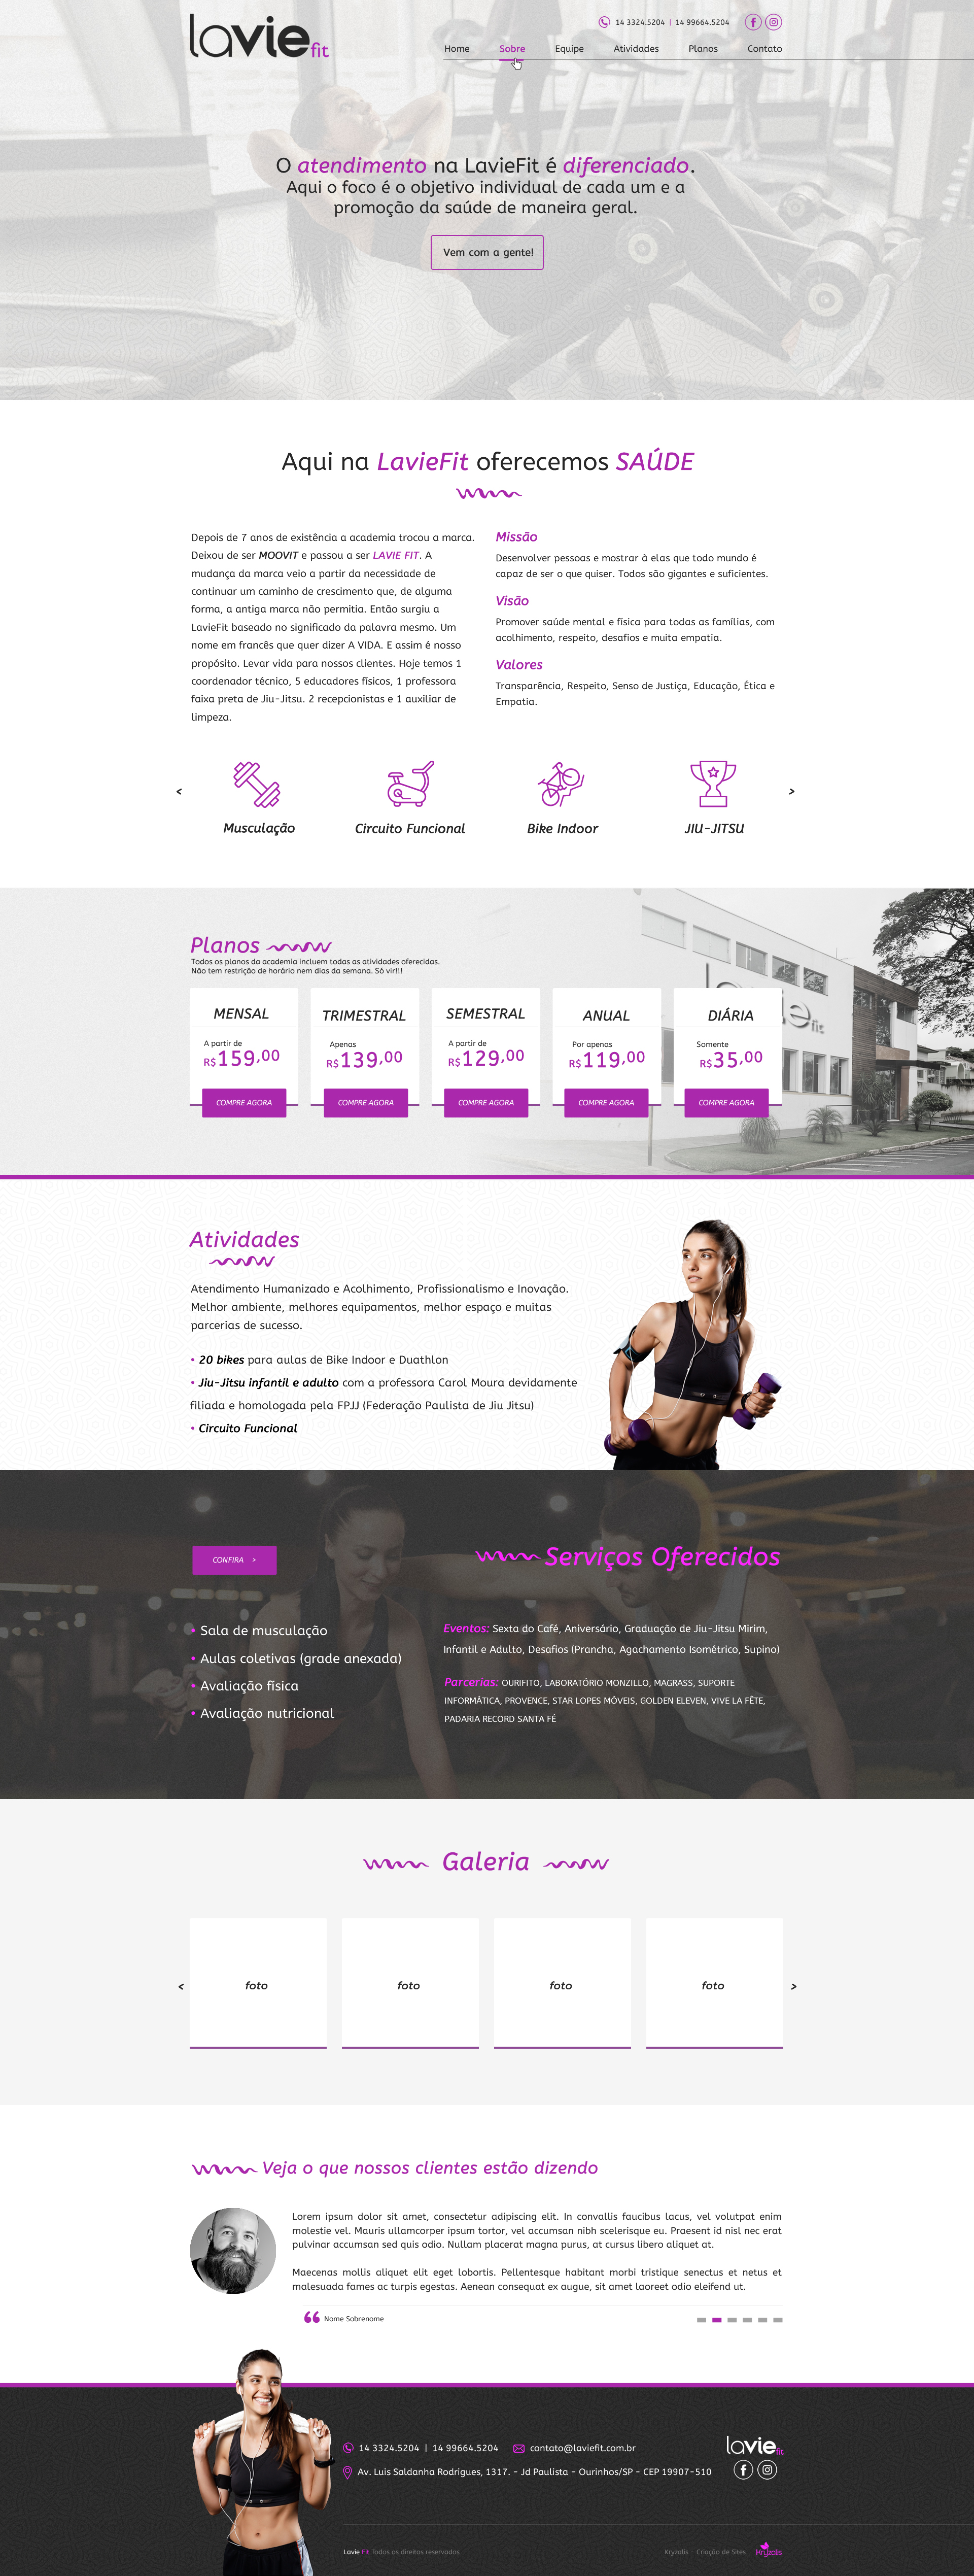 laviefit
14 3324.5204 | 14 99664.5204
Home Sobre Equipe Atividades Planos Contato
O atendimento na LavieFit é diferenciado.
Aqui o foco é o objetivo individual de cada um e a
promoção da saúde de maneira geral.
Vem com a gente!
Aqui na LavieFit oferecemos SAÚDE
Depois de 7 anos de existência a academia trocou a marca.
Deixou de ser MOOVIT e passou a ser LAVIE FIT. A
mudança da marca veio a partir da necessidade de
continuar um caminho de crescimento que, de alguma
forma, a antiga marca não permitia. Então surgiu a
LavieFit baseado no significado da palavra mesmo. Um
nome em francês que quer dizer A VIDA. E assim é nosso
propósito. Levar vida para nossos clientes. Hoje temos 1
coordenador técnico, 5 educadores físicos, 1 professora
faixa preta de Jiu-Jitsu. 2 recepcionistas e 1 auxiliar de
limpeza.
Missão
Desenvolver pessoas e mostrar à elas que todo mundo é
capaz de ser o que quiser. Todos são gigantes e suficientes.
Visão
Promover saúde mental e física para todas as famílias, com
acolhimento, respeito, desafios e muita empatia.
Valores
Transparência, Respeito, Senso de Justiça, Educação, Ética e
Empatia.
< >
Musculação Circuito Funcional Bike Indoor JIU-JITSU
Planos
Todos os planos da academia incluem todas as atividades oferecidas.
Não tem restrição de horário nem dias da semana. Só vir!!!
MENSAL
A partir de
R$159,00
COMPRE AGORA
TRIMESTRAL
Apenas
R$139,00
COMPRE AGORA
SEMESTRAL
A partir de
R$129,00
COMPRE AGORA
ANUAL
Por apenas
R$119,00
COMPRE AGORA
DIÁRIA
Somente
R$35,00
COMPRE AGORA
Atividades
Atendimento Humanizado e Acolhimento, Profissionalismo e Inovação.
Melhor ambiente, melhores equipamentos, melhor espaço e muitas
parcerias de sucesso.
• 20 bikes para aulas de Bike Indoor e Duathlon
• Jiu-Jitsu infantil e adulto com a professora Carol Moura devidamente
filiada e homologada pela FPJJ (Federação Paulista de Jiu Jitsu)
• Circuito Funcional
CONFIRA >
Serviços Oferecidos
• Sala de musculação
• Aulas coletivas (grade anexada)
• Avaliação física
• Avaliação nutricional
Eventos: Sexta do Café, Aniversário, Graduação de Jiu-Jitsu Mirim,
Infantil e Adulto, Desafios (Prancha, Agachamento Isométrico, Supino)
Parcerias: OURIFITO, LABORATÓRIO MONZILLO, MAGRASS, SUPORTE
INFORMÁTICA, PROVENCE, STAR LOPES MÓVEIS, GOLDEN ELEVEN, VIVE LA FÊTE,
PADARIA RECORD SANTA FÉ
Galeria
< foto foto foto foto >
Veja o que nossos clientes estão dizendo
Lorem ipsum dolor sit amet, consectetur adipiscing elit. In convallis faucibus lacus, vel volutpat enim
molestie vel. Mauris ullamcorper ipsum tortor, vel accumsan nibh scelerisque eu. Praesent id nisl nec erat
pulvinar accumsan sed quis odio. Nullam placerat magna purus, at cursus libero aliquet at.
Maecenas mollis aliquet elit eget lobortis. Pellentesque habitant morbi tristique senectus et netus et
malesuada fames ac turpis egestas. Aenean consequat ex augue, sit amet laoreet odio eleifend ut.
Nome Sobrenome
14 3324.5204 | 14 99664.5204 contato@laviefit.com.br
Av. Luis Saldanha Rodrigues, 1317. - Jd Paulista - Ourinhos/SP - CEP 19907-510
laviefit
Lavie Fit Todos os direitos reservados
Kryzalis - Criação de Sites Kryzalis